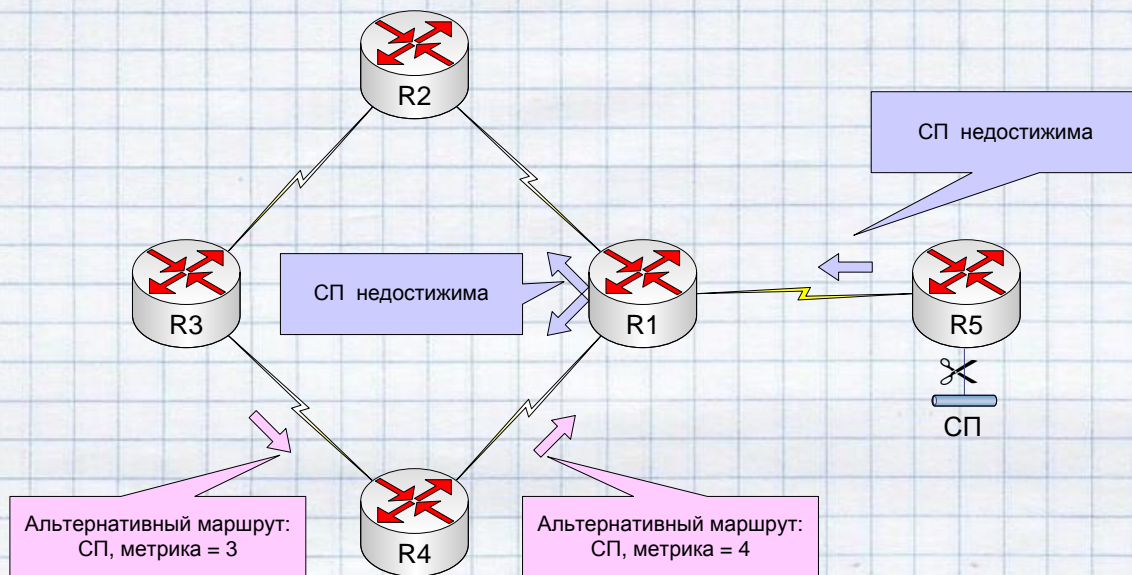 R2
СП недостижима
R3
СП недостижима
R1
R5
СП
Альтернативный маршрут:
СП, метрика = 3
R4
Альтернативный маршрут:
СП, метрика = 4